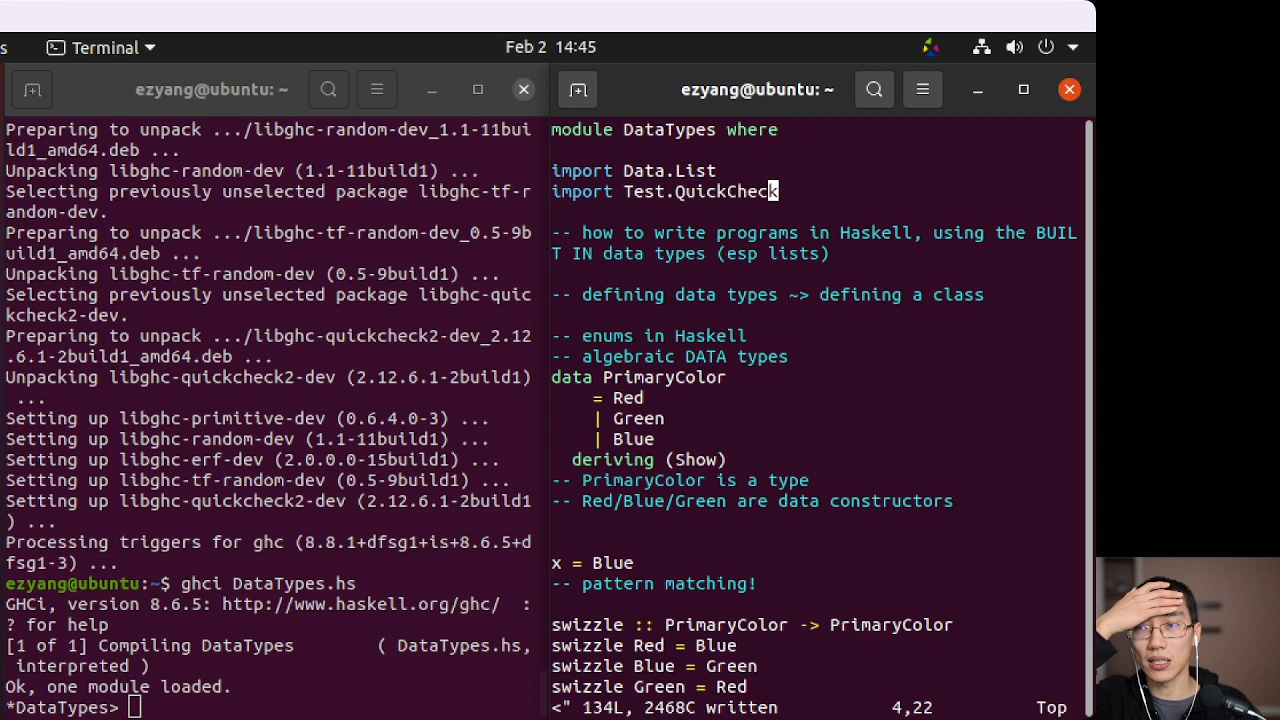 s
Terminal
Feb 2 14:45
ezyang@ubuntu: ~
Preparing to unpack .../libghc-random-dev_1.1-11bui
ld1_amd64.deb ...
Unpacking libghc-random-dev (1.1-11build1) ...
Selecting previously unselected package libghc-tf-r
andom-dev.
Preparing to unpack .../libghc-tf-random-dev_0.5-9b
uild1_amd64.deb ...
Unpacking libghc-tf-random-dev (0.5-9build1) ...
Selecting previously unselected package libghc-quic
kcheck2-dev.
Preparing to unpack .../libghc-quickcheck2-dev_2.12
.6.1-2build1_amd64.deb ...
Unpacking libghc-quickcheck2-dev (2.12.6.1-2build1)
 ...
Setting up libghc-primitive-dev (0.6.4.0-3) ...
Setting up libghc-random-dev (1.1-11build1) ...
Setting up libghc-erf-dev (2.0.0.0-15build1) ...
Setting up libghc-tf-random-dev (0.5-9build1) ...
Setting up libghc-quickcheck2-dev (2.12.6.1-2build1
) ...
Processing triggers for ghc (8.8.1+dfsg1+is+8.6.5+d
fsg1-3) ...
ezyang@ubuntu:~$ ghci DataTypes.hs
GHCi, version 8.6.5: http://www.haskell.org/ghc/  :
? for help
[1 of 1] Compiling DataTypes        ( DataTypes.hs,
 interpreted )
Ok, one module loaded.
*DataTypes>
ezyang@ubuntu: ~
module DataTypes where
import Data.List
import Test.QuickCheck
-- how to write programs in Haskell, using the BUIL
T IN data types (esp lists)
-- defining data types ~> defining a class
-- enums in Haskell
-- algebraic DATA types
data PrimaryColor
    = Red
    | Green
    | Blue
  deriving (Show)
-- PrimaryColor is a type
-- Red/Blue/Green are data constructors
x = Blue
-- pattern matching!
swizzle :: PrimaryColor -> PrimaryColor
swizzle Red = Blue
swizzle Blue = Green
swizzle Green = Red
<" 134L, 2468C written        4,22          Top